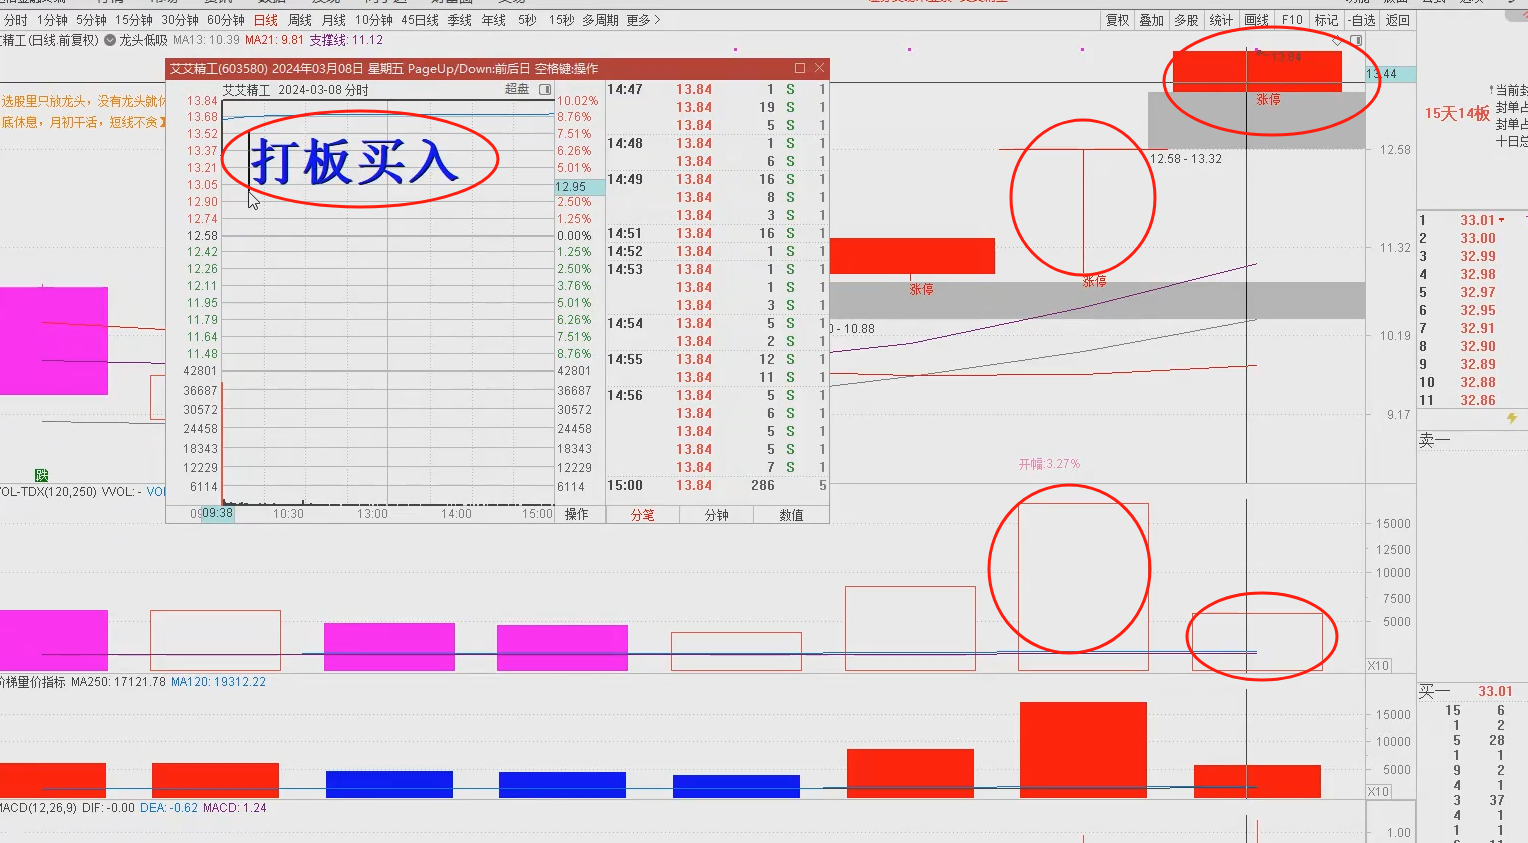 分时 1分钟 5分钟 15分钟 30分钟 60分钟 日线 周线 月线 10分钟 45日线 季线 年线 5秒 15秒 多周期 更多> 复权 叠加 多股 统计 画线 F10 标记 -自选 返回
精工(日线.前复权) 龙头低吸 MA13: 10.39 MA21: 9.81 支撑线: 11.12
艾艾精工(603580) 2024年03月08日 星期五 PageUp/Down:前后日 空格键:操作
艾艾精工 2024-03-08 分时 超盘
选股里只放龙头，没有龙头就休
底休息，月初干活，短线不贪
13.84
13.68
13.52
13.37
13.21
13.05
12.90
12.74
12.58
12.42
12.26
12.11
11.95
11.79
11.64
11.48
42801
36687
30572
24458
18343
12229
6114
打板买入
10.02%
8.76%
7.51%
6.26%
5.01%
12.95
2.50%
1.25%
0.00%
1.25%
2.50%
3.76%
5.01%
6.26%
7.51%
8.76%
42801
36687
30572
24458
18343
12229
6114
09:38 10:30 13:00 14:00 15:00 操作
14:47 13.84 1 S 1
13.84 19 S 1
13.84 5 S 1
14:48 13.84 1 S 1
13.84 6 S 1
14:49 13.84 16 S 1
13.84 8 S 1
13.84 3 S 1
14:51 13.84 16 S 1
14:52 13.84 1 S 1
14:53 13.84 1 S 1
13.84 1 S 1
13.84 3 S 1
14:54 13.84 5 S 1
13.84 2 S 1
14:55 13.84 12 S 1
13.84 11 S 1
14:56 13.84 5 S 1
13.84 6 S 1
13.84 5 S 1
13.84 5 S 1
13.84 7 S 1
15:00 13.84 286 5
分笔 分钟 数值
13.84
涨停
12.58 - 13.32
涨停
涨停
0 - 10.88
开幅:3.27%
13.44
12.58
11.32
10.19
9.17
15天14板
当前封
封单占
十日总
1 33.01
2 33.00
3 32.99
4 32.98
5 32.97
6 32.95
7 32.91
8 32.90
9 32.89
10 32.88
11 32.86
卖一
跌
VOL-TDX(120,250) VVOL: - VOL
15000
12500
10000
7500
5000
X10
阶梯量价指标 MA250: 17121.78 MA120: 19312.22
15000
10000
5000
X10
买一 33.01
15 6
1 2
5 28
1 1
9 2
4 1
3 37
4 1
1 1
MACD(12,26,9) DIF: -0.00 DEA: -0.62 MACD: 1.24
1.00